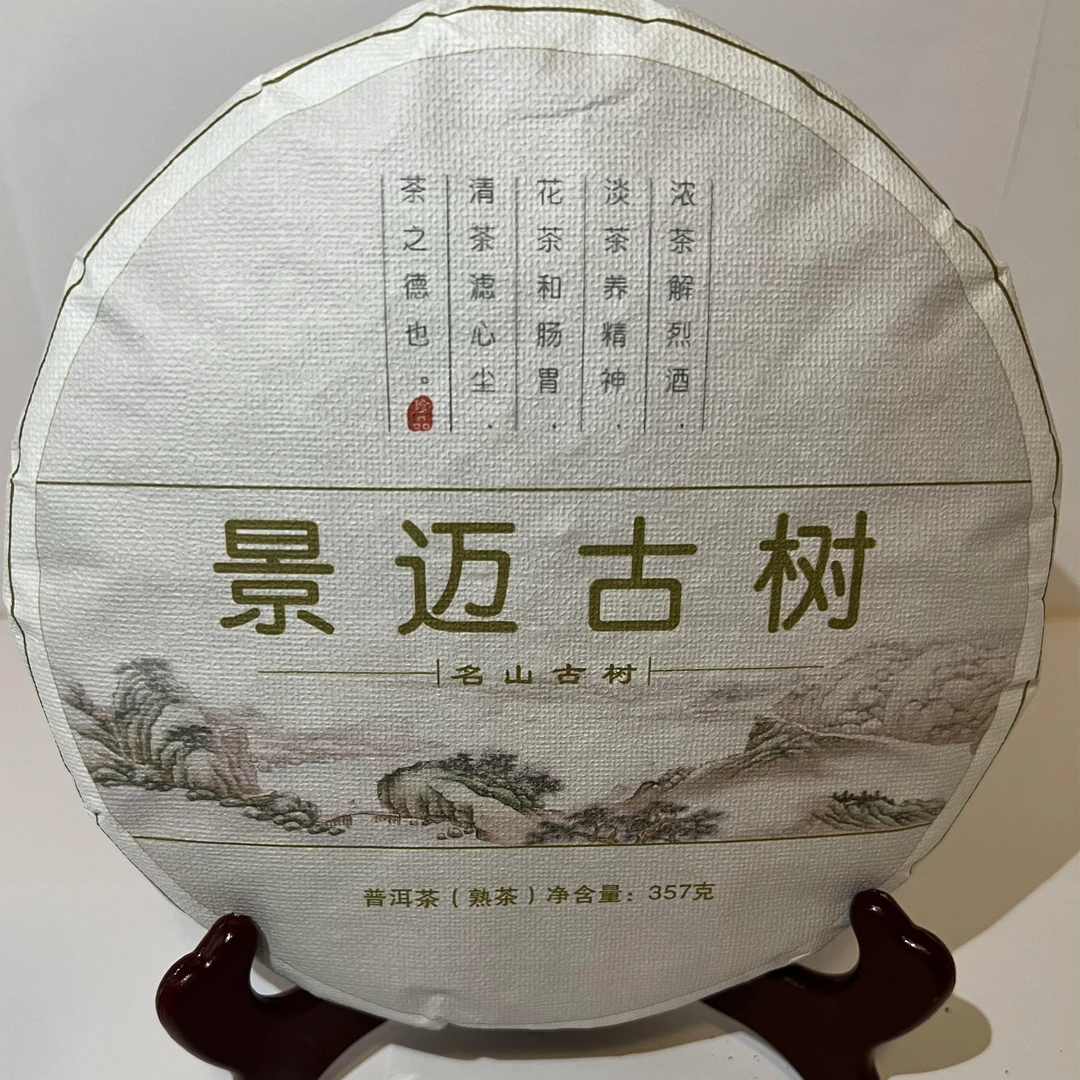 浓茶解烈酒.
淡茶养精神.
花茶和肠胃.
清茶滤心尘.
茶之德也。
珍品
景迈古树
名山古树
普洱茶（熟茶）净含量：357克